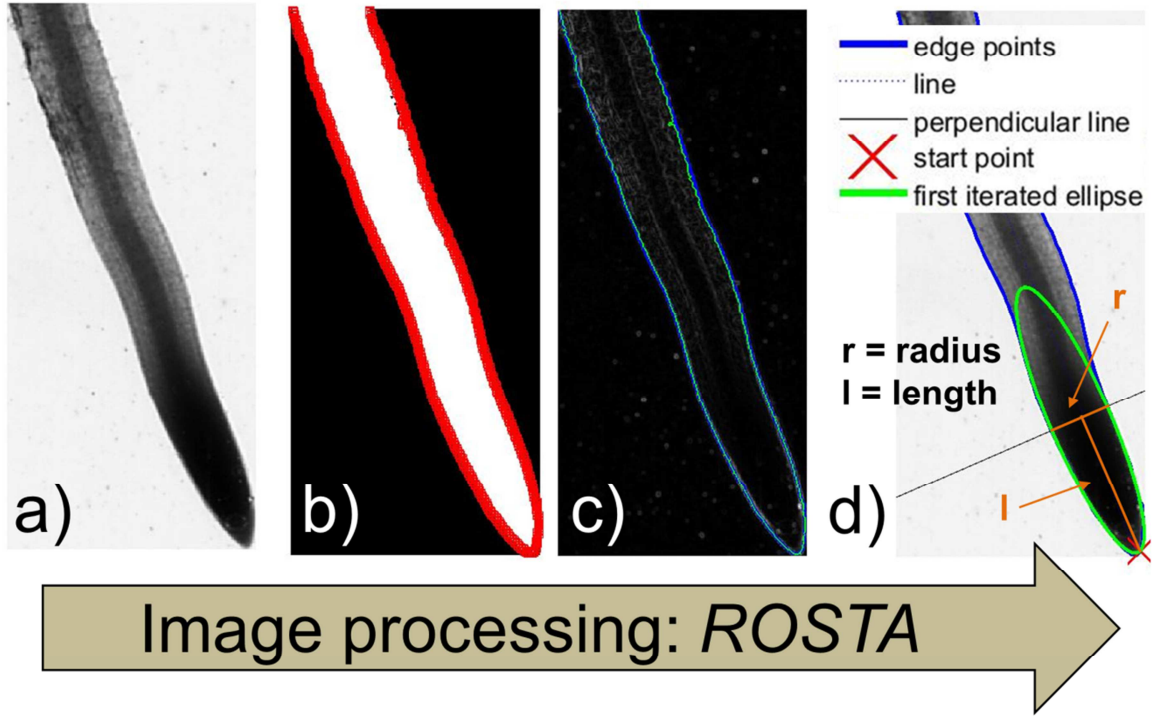 a)
b)
c)
d)
edge points
line
perpendicular line
start point
first iterated ellipse
r
r = radius
l = length
l
Image processing: ROSTA